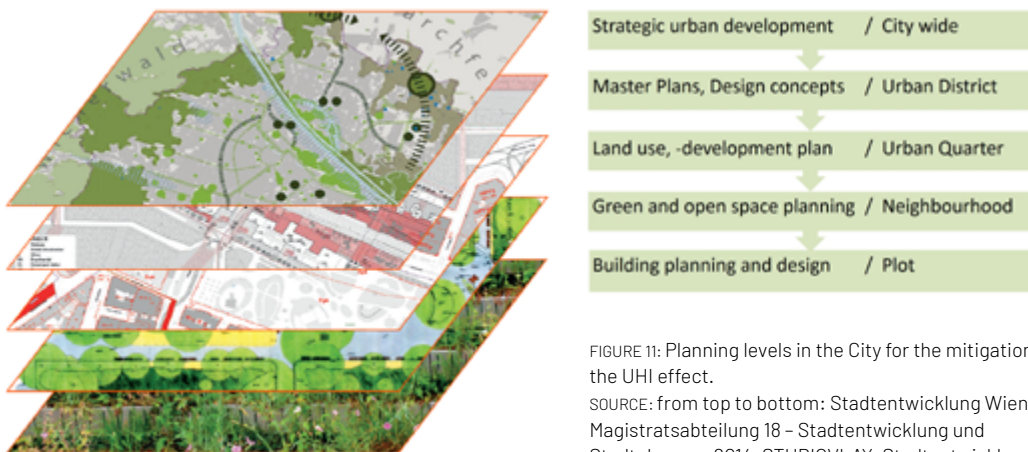 wald
archfe
Strategic urban development / City wide
Master Plans, Design concepts / Urban District
Land use, -development plan / Urban Quarter
Green and open space planning / Neighbourhood
Building planning and design / Plot
FIGURE 11: Planning levels in the City for the mitigation
the UHI effect.
SOURCE: from top to bottom: Stadtentwicklung Wien
Magistratsabteilung 18 – Stadtentwicklung und